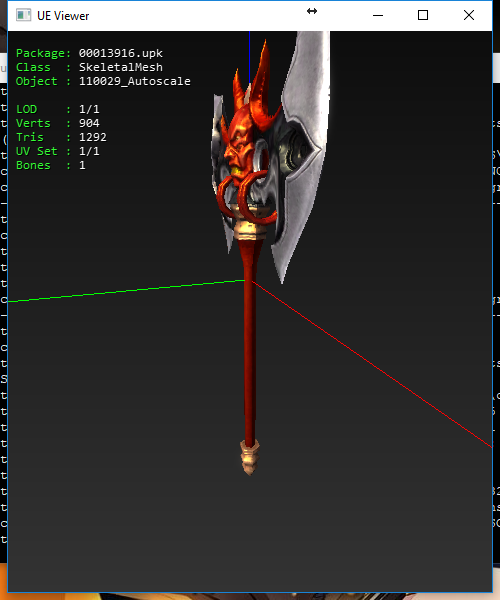 UE Viewer
Package: 00013916.upk
Class : SkeletalMesh
Object : 110029_Autoscale
LOD : 1/1
Verts : 904
Tris : 1292
UV Set : 1/1
Bones : 1